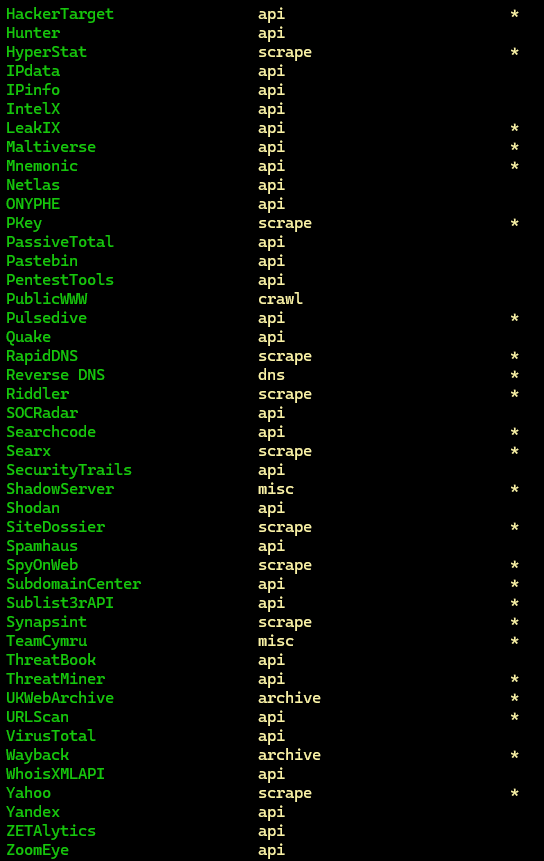 HackerTarget api *
Hunter api
HyperStat scrape *
IPdata api
IPinfo api
IntelX api
LeakIX api *
Maltiverse api *
Mnemonic api *
Netlas api
ONYPHE api
PKey scrape *
PassiveTotal api
Pastebin api
PentestTools api
PublicWWW crawl
Pulsedive api *
Quake api
RapidDNS scrape *
Reverse DNS dns *
Riddler scrape *
SOCRadar api
Searchcode api *
Searx scrape *
SecurityTrails api
ShadowServer misc *
Shodan api
SiteDossier scrape *
Spamhaus api
SpyOnWeb scrape *
SubdomainCenter api *
Sublist3rAPI api *
Synapsint scrape *
TeamCymru misc *
ThreatBook api
ThreatMiner api *
UKWebArchive archive *
URLScan api *
VirusTotal api
Wayback archive *
WhoisXMLAPI api
Yahoo scrape *
Yandex api
ZETAlytics api
ZoomEye api